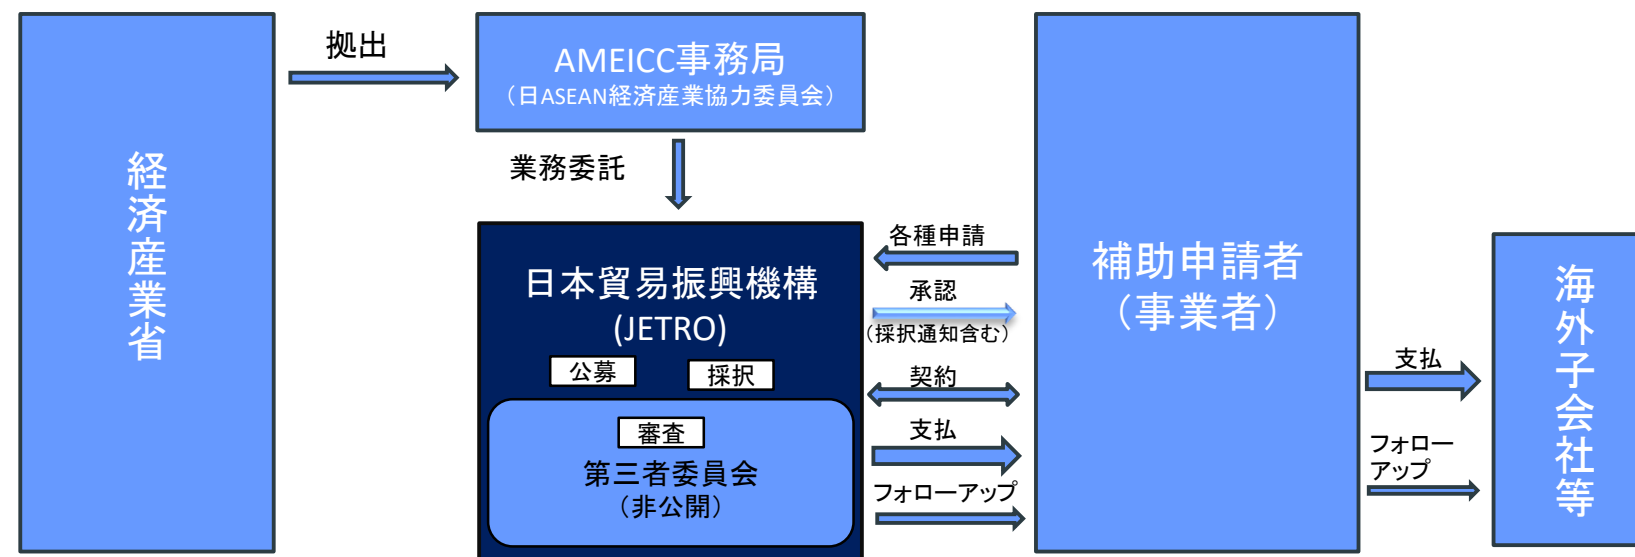 経済産業省
拠出
AMEICC事務局
（日ASEAN経済産業協力委員会）
業務委託
日本貿易振興機構
(JETRO)
公募
採択
審査
第三者委員会
（非公開）
各種申請
承認
（採択通知含む）
契約
支払
フォローアップ
補助申請者
（事業者）
支払
フォロー
アップ
海外子会社等